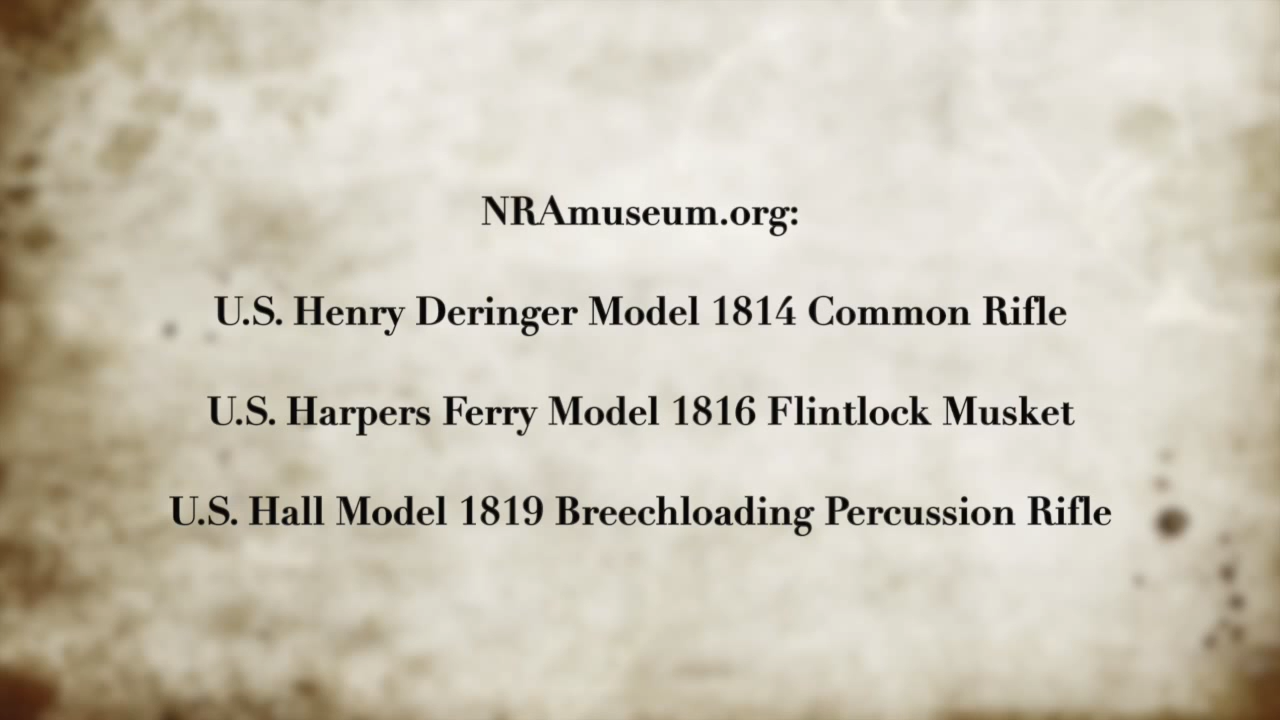 NRAmuseum.org:
U.S. Henry Deringer Model 1814 Common Rifle
U.S. Harpers Ferry Model 1816 Flintlock Musket
U.S. Hall Model 1819 Breechloading Percussion Rifle